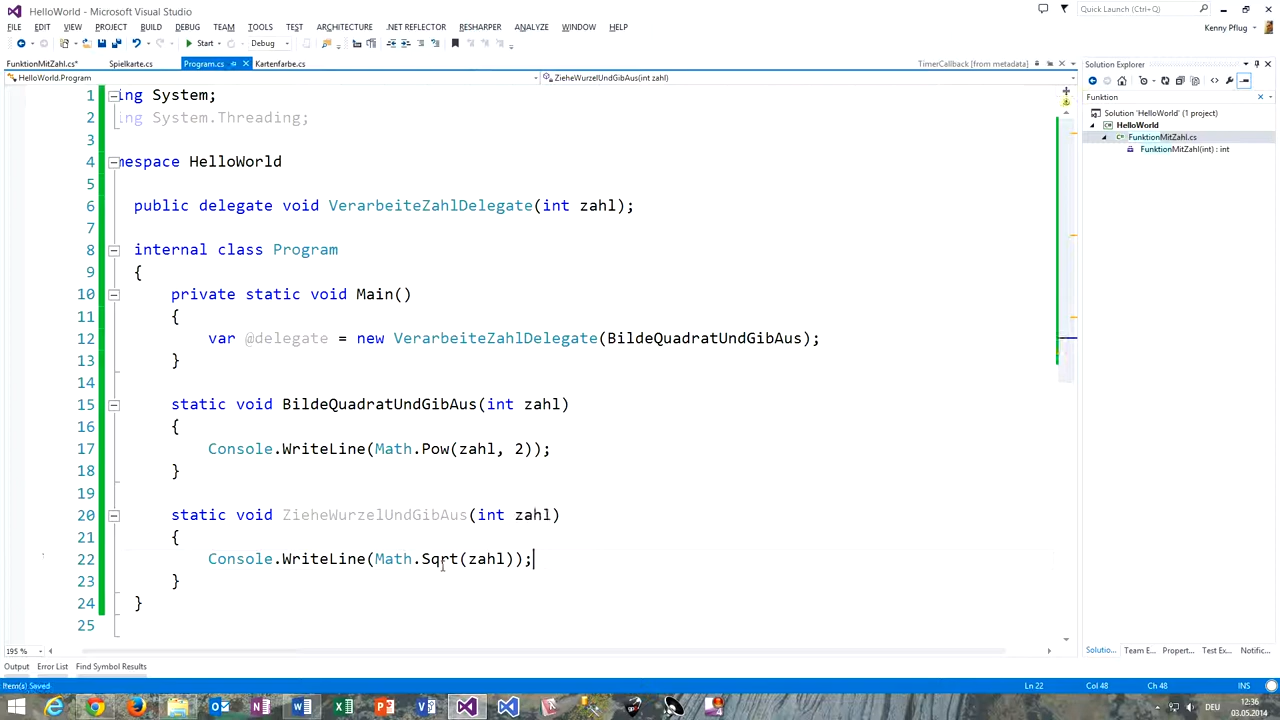 HelloWorld - Microsoft Visual Studio
Quick Launch (Ctrl+Q)
FILE EDIT VIEW PROJECT BUILD DEBUG TEAM TOOLS TEST ARCHITECTURE .NET REFLECTOR RESHARPER ANALYZE WINDOW HELP
Kenny Pflug
Start Debug
FunktionMitZahl.cs* Spielkarte.cs Program.cs Kartenfarbe.cs TimerCallback [from metadata]
HelloWorld.Program ZieheWurzelUndGibAus(int zahl)
1 ing System;
2 ing System.Threading;
3
4 mespace HelloWorld
5
6 public delegate void VerarbeiteZahlDelegate(int zahl);
7
8 internal class Program
9 {
10 private static void Main()
11 {
12 var @delegate = new VerarbeiteZahlDelegate(BildeQuadratUndGibAus);
13 }
14
15 static void BildeQuadratUndGibAus(int zahl)
16 {
17 Console.WriteLine(Math.Pow(zahl, 2));
18 }
19
20 static void ZieheWurzelUndGibAus(int zahl)
21 {
22 Console.WriteLine(Math.Sqrt(zahl));
23 }
24 }
25
195 %
Solution Explorer
Funktion
Solution 'HelloWorld' (1 project)
HelloWorld
FunktionMitZahl.cs
FunktionMitZahl(int) : int
Solutio... Team E... Propert... Test Ex... Notific...
Output Error List Find Symbol Results
Item(s) Saved Ln 22 Col 48 Ch 48 INS
DEU
12:36
03.05.2014